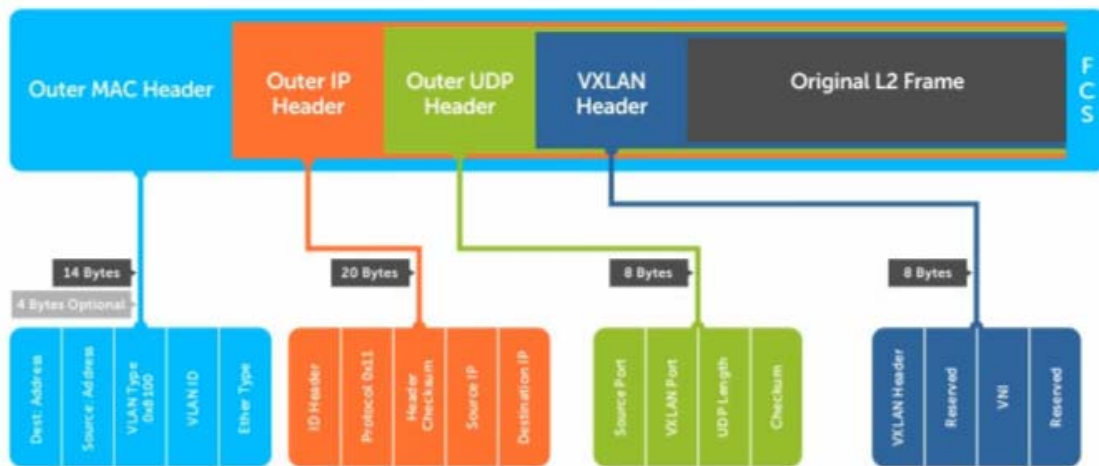 Outer MAC Header
Outer IP
Header
Outer UDP
Header
VXLAN
Header
Original L2 Frame
F
C
S
14 Bytes
4 Bytes Optional
20 Bytes
8 Bytes
8 Bytes
Dest. Address
Source Address
VLAN Type
0x8100
VLAN ID
Ether Type
ID Header
Protocol 0x11
Header
Checksum
Source IP
Destination IP
Source Port
VXLAN Port
UDP Length
Checkum
VXLAN Header
Reserved
VNI
Reserved